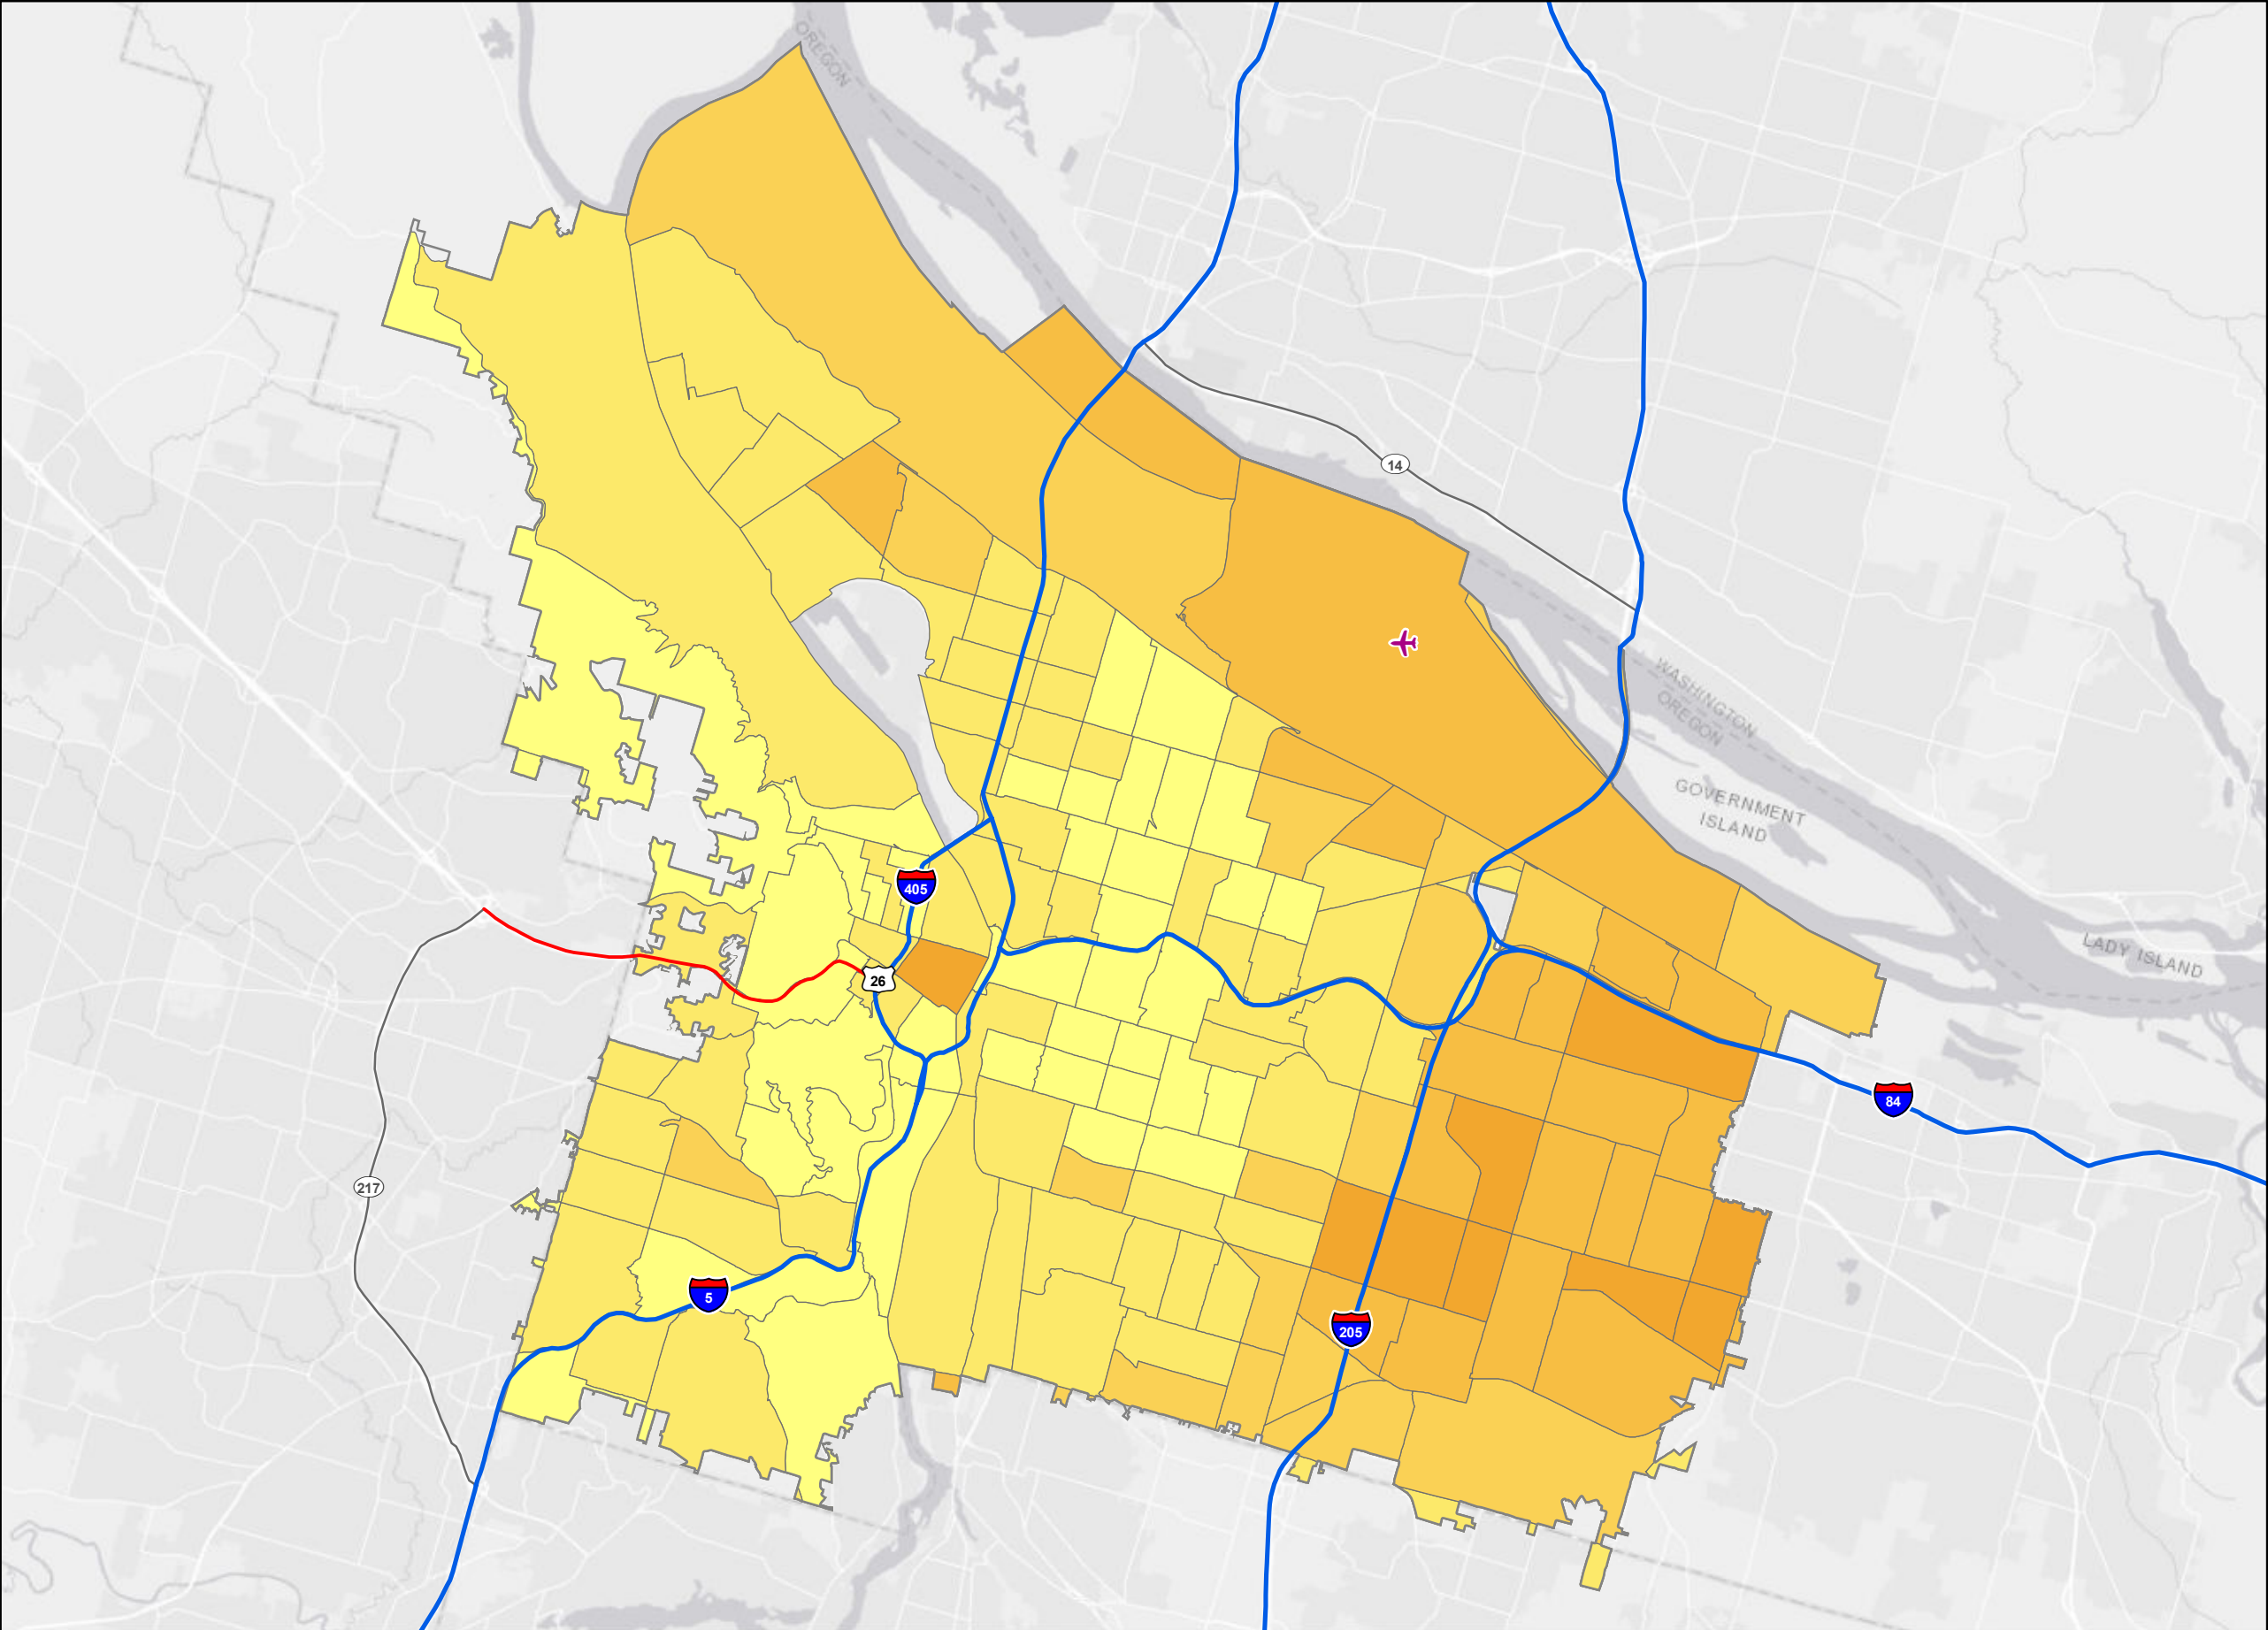 OREGON
14
WASHINGTON
OREGON
GOVERNMENT
ISLAND
405
LADY ISLAND
26
84
217
5
205